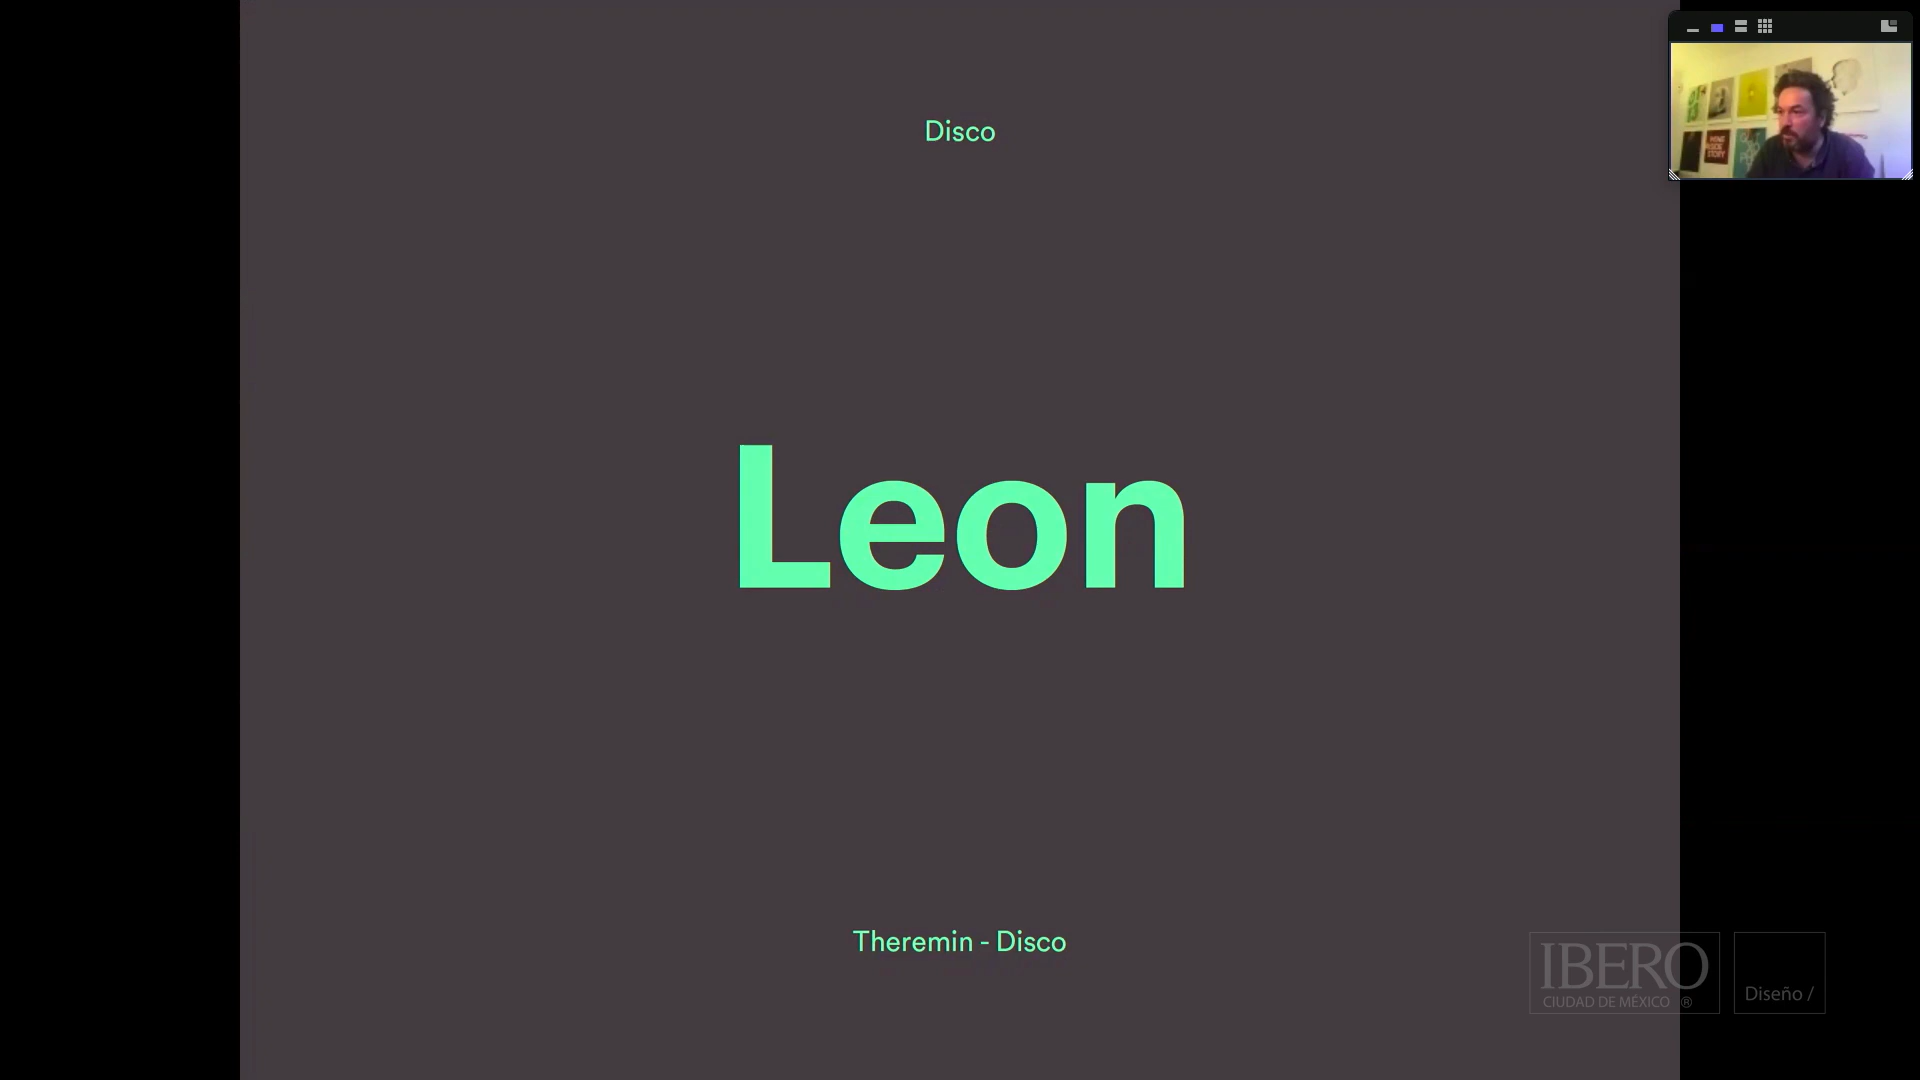 Disco
Leon
Theremin - Disco
IBERO
CIUDAD DE MÉXICO ®
Diseño /